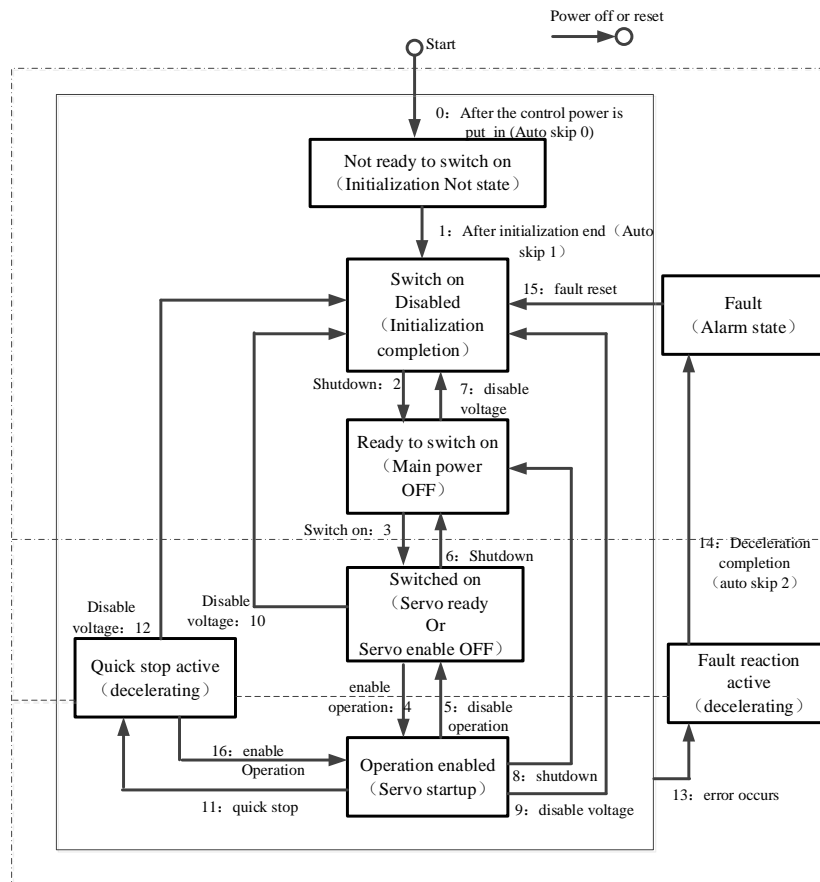 Power off or reset
Start
0：After the control power is
put in (Auto skip 0)
Not ready to switch on
（Initialization Not state）
1：After initialization end（Auto
skip 1）
Switch on
Disabled
（Initialization
completion）
15：fault reset
Fault
（Alarm state）
Shutdown：2
7：disable
voltage
Ready to switch on
（Main power
OFF）
Switch on：3
6：Shutdown
14：Deceleration
completion
（auto skip 2）
Switched on
（Servo ready
Or
Servo enable OFF）
Disable
voltage：12
Disable
voltage：10
Quick stop active
（decelerating）
Fault reaction
active
（decelerating）
enable
operation：4
5：disable
operation
16：enable
Operation
Operation enabled
（Servo startup）
8：shutdown
11：quick stop
9：disable voltage
13：error occurs